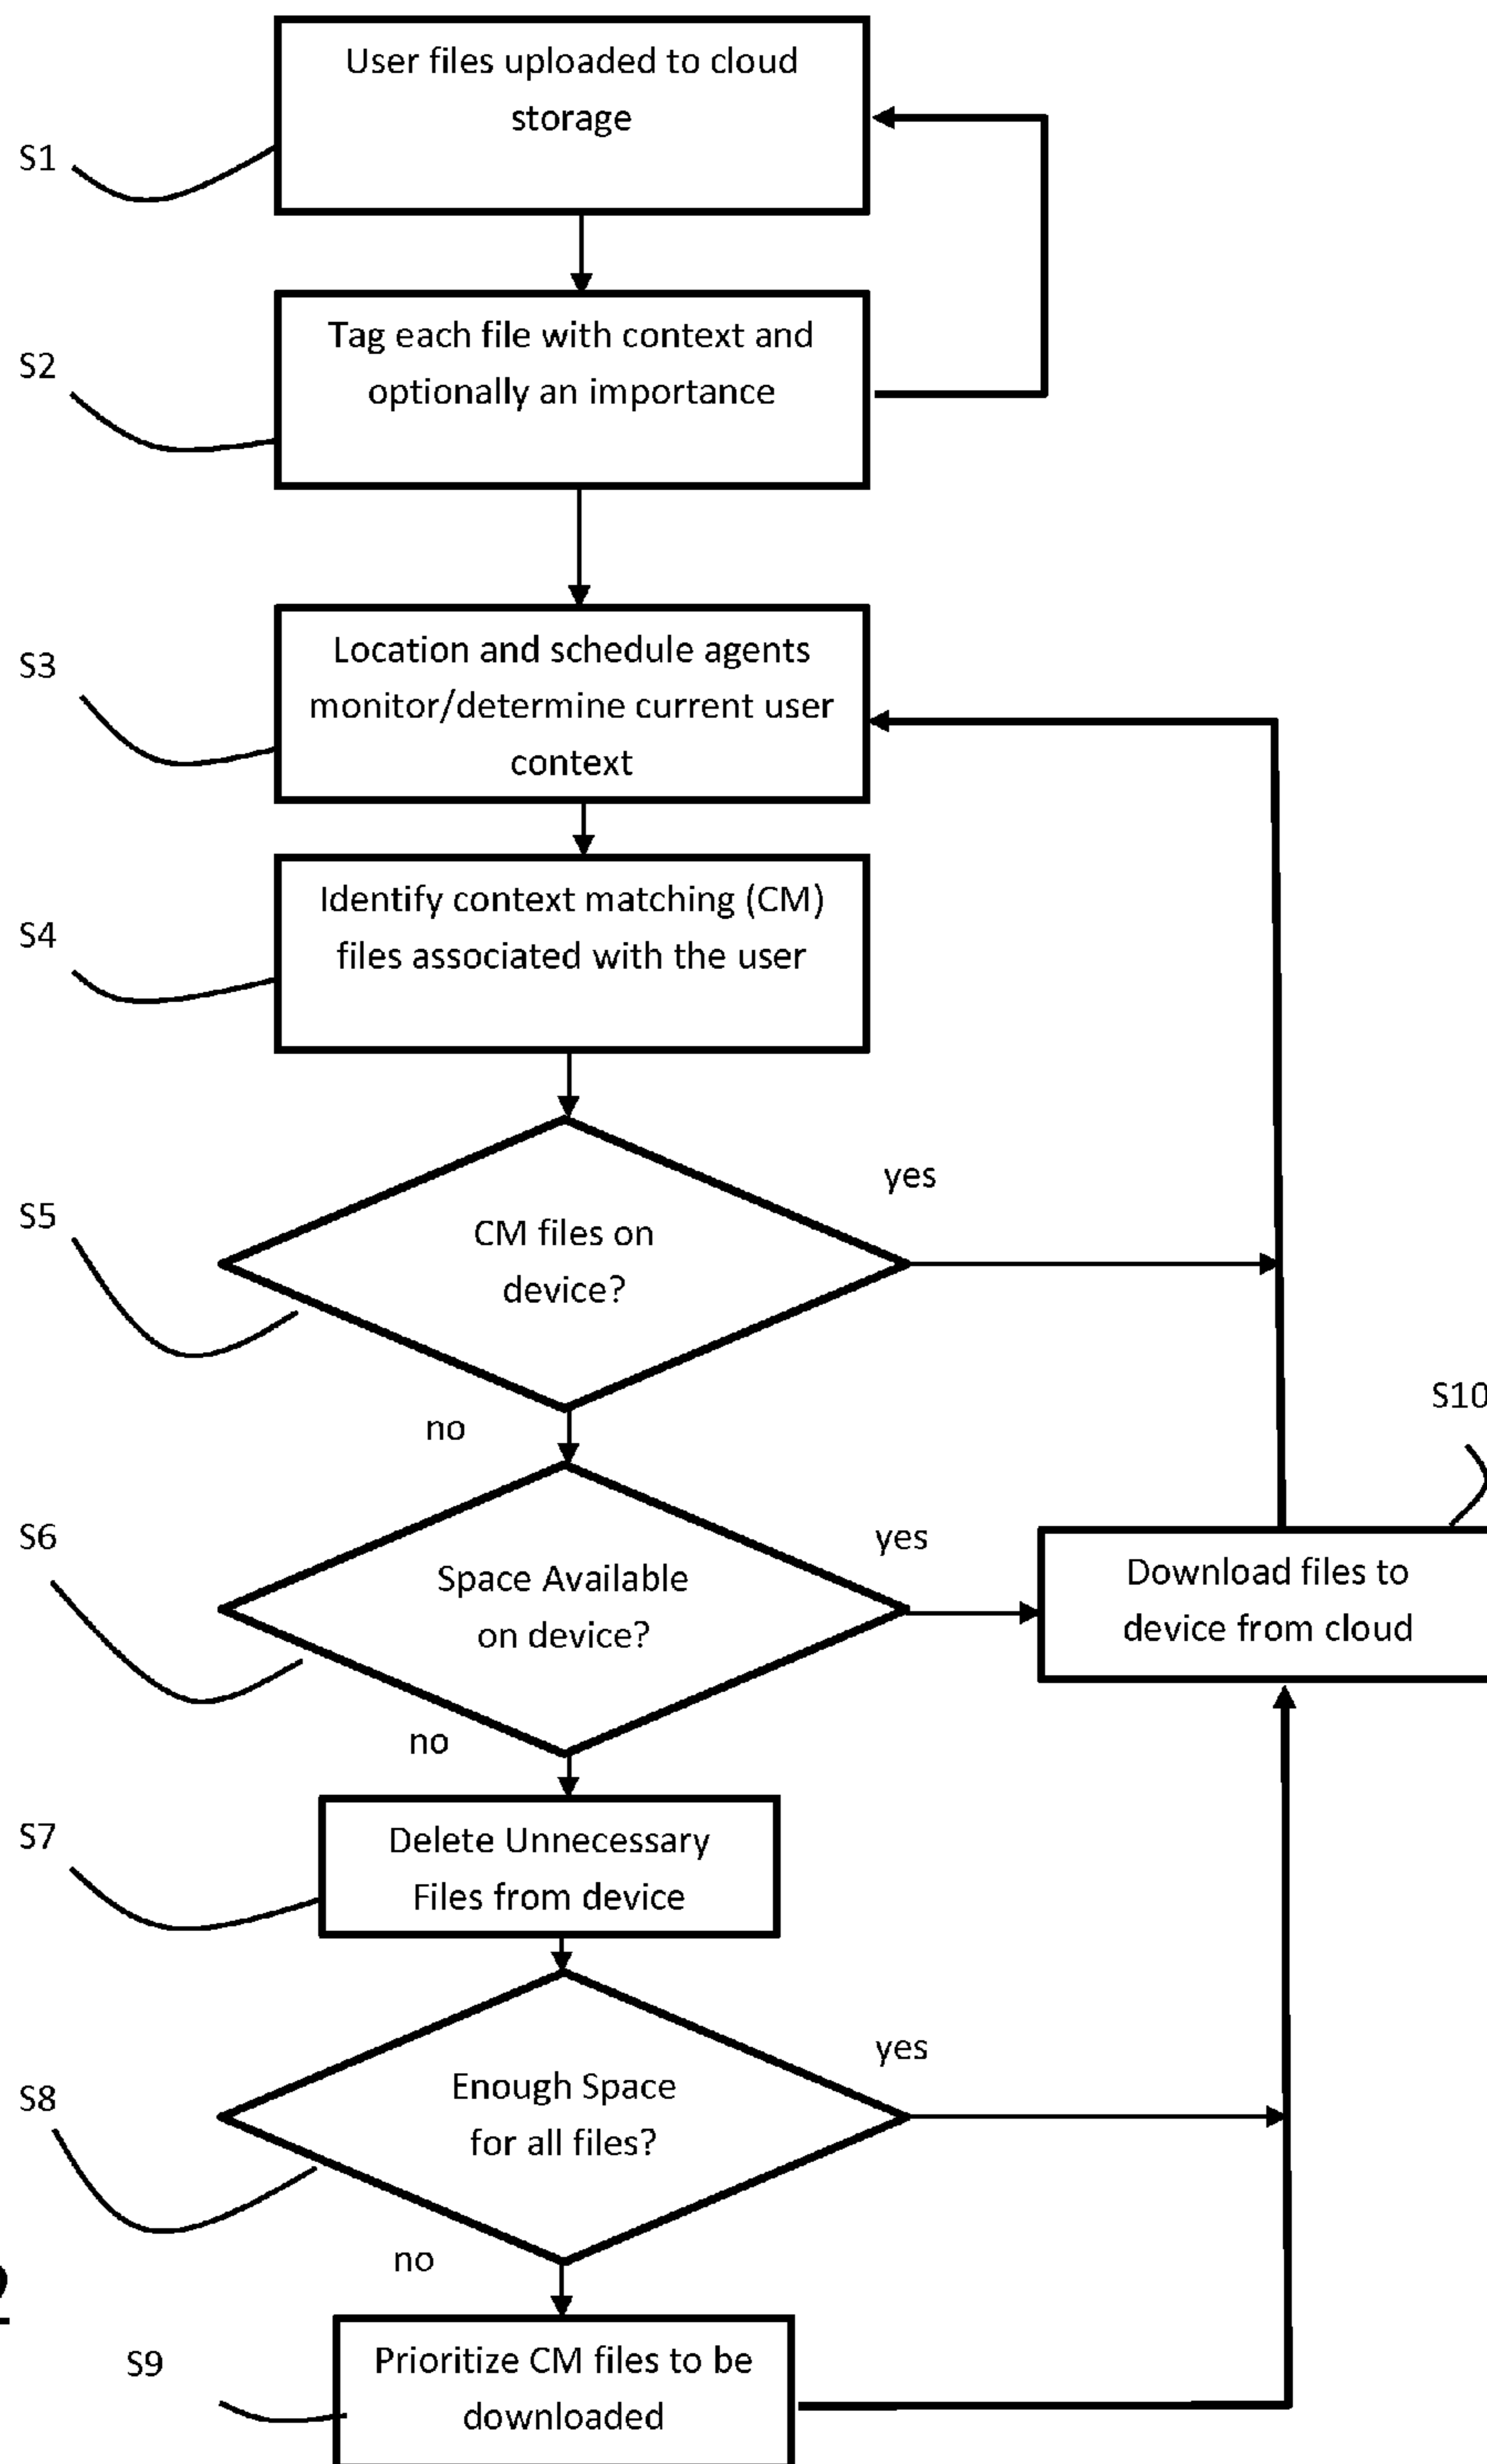 User files uploaded to cloud
storage
S1
Tag each file with context and
optionally an importance
S2
Location and schedule agents
monitor/determine current user
context
S3
Identify context matching (CM)
files associated with the user
S4
CM files on
device?
yes
S5
no
S10
Space Available
on device?
yes
S6
Download files to
device from cloud
no
Delete Unnecessary
Files from device
S7
Enough Space
for all files?
yes
S8
no
Prioritize CM files to be
downloaded
S9